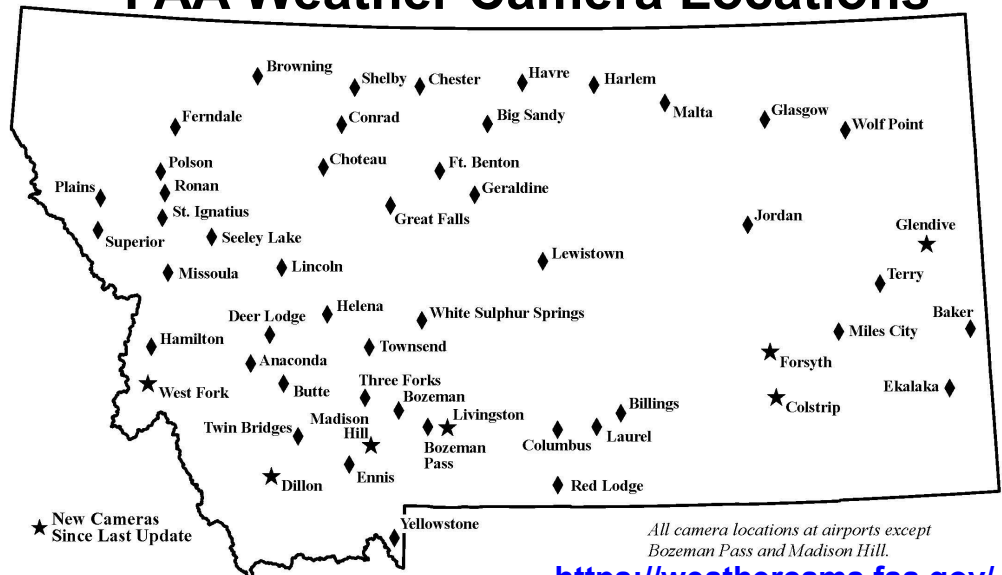 FAA Weather Camera Locations
Browning
Shelby
Chester
Havre
Harlem
Malta
Glasgow
Wolf Point
Ferndale
Conrad
Big Sandy
Polson
Choteau
Ft. Benton
Plains
Ronan
Geraldine
St. Ignatius
Great Falls
Jordan
Superior
Seeley Lake
Glendive
Lewistown
Missoula
Lincoln
Terry
Helena
White Sulphur Springs
Baker
Deer Lodge
Hamilton
Townsend
Miles City
Anaconda
Forsyth
West Fork
Butte
Three Forks
Ekalaka
Bozeman
Billings
Colstrip
Madison
Hill
Livingston
Twin Bridges
Bozeman
Pass
Columbus
Laurel
Dillon
Ennis
Red Lodge
New Cameras
Since Last Update
Yellowstone
All camera locations at airports except
Bozeman Pass and Madison Hill.
https://weathercams.faa.gov/